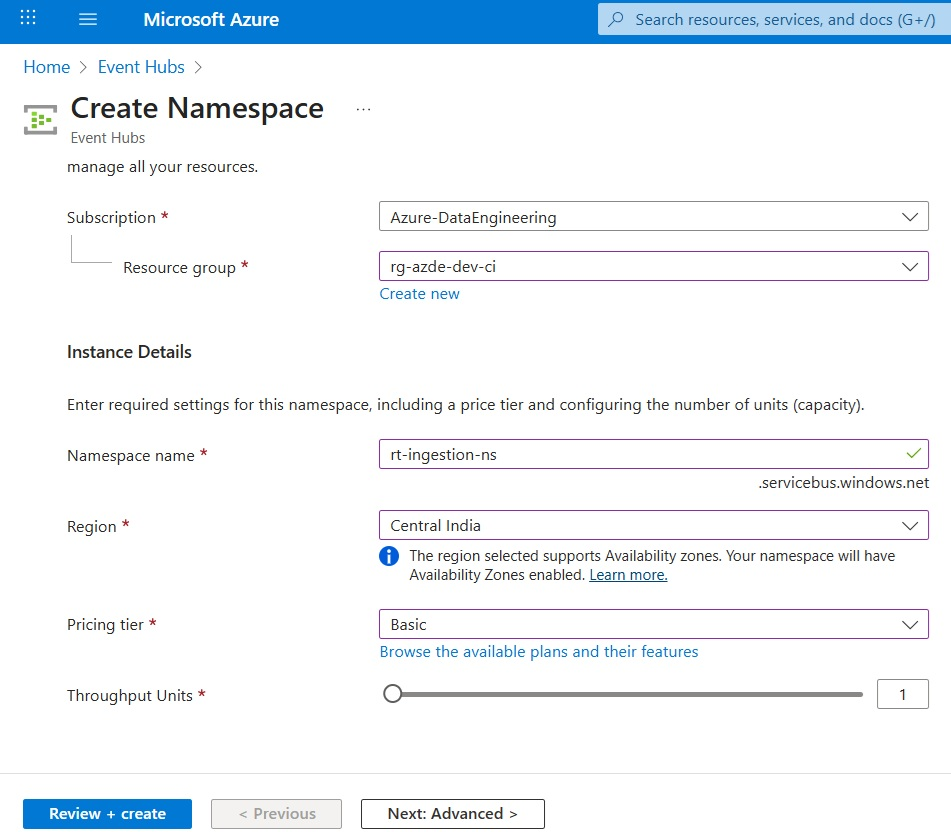 Microsoft Azure
Search resources, services, and docs (G+/)
Home > Event Hubs >
Create Namespace ...
Event Hubs
manage all your resources.
Subscription *
Azure-DataEngineering
Resource group *
rg-azde-dev-ci
Create new
Instance Details
Enter required settings for this namespace, including a price tier and configuring the number of units (capacity).
Namespace name *
rt-ingestion-ns
.servicebus.windows.net
Region *
Central India
The region selected supports Availability zones. Your namespace will have
Availability Zones enabled. Learn more.
Pricing tier *
Basic
Browse the available plans and their features
Throughput Units *
1
Review + create
< Previous
Next: Advanced >